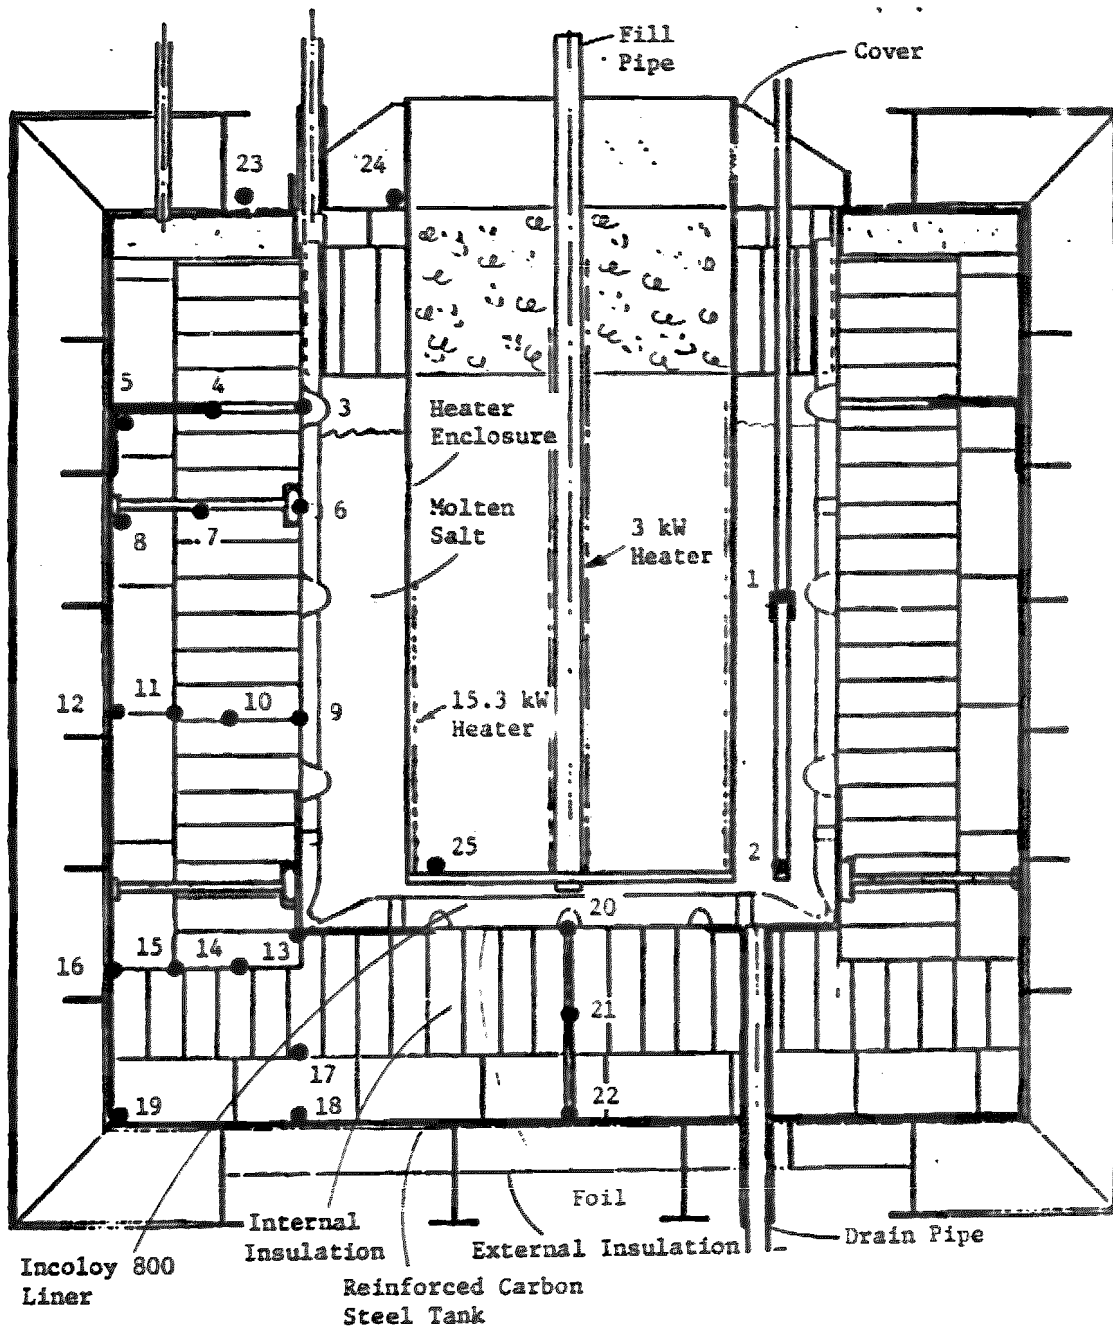 Fill
Pipe
Cover
23
24
5
4
3
Heater
Enclosure
6
Molten
Salt
8
7
3 kW
Heater
1
12
11
10
9
15.3 kW
Heater
25
2
20
16
15
14
13
21
17
19
18
22
Foil
Internal
Insulation
External Insulation
Drain Pipe
Incoloy 800
Liner
Reinforced Carbon
Steel Tank